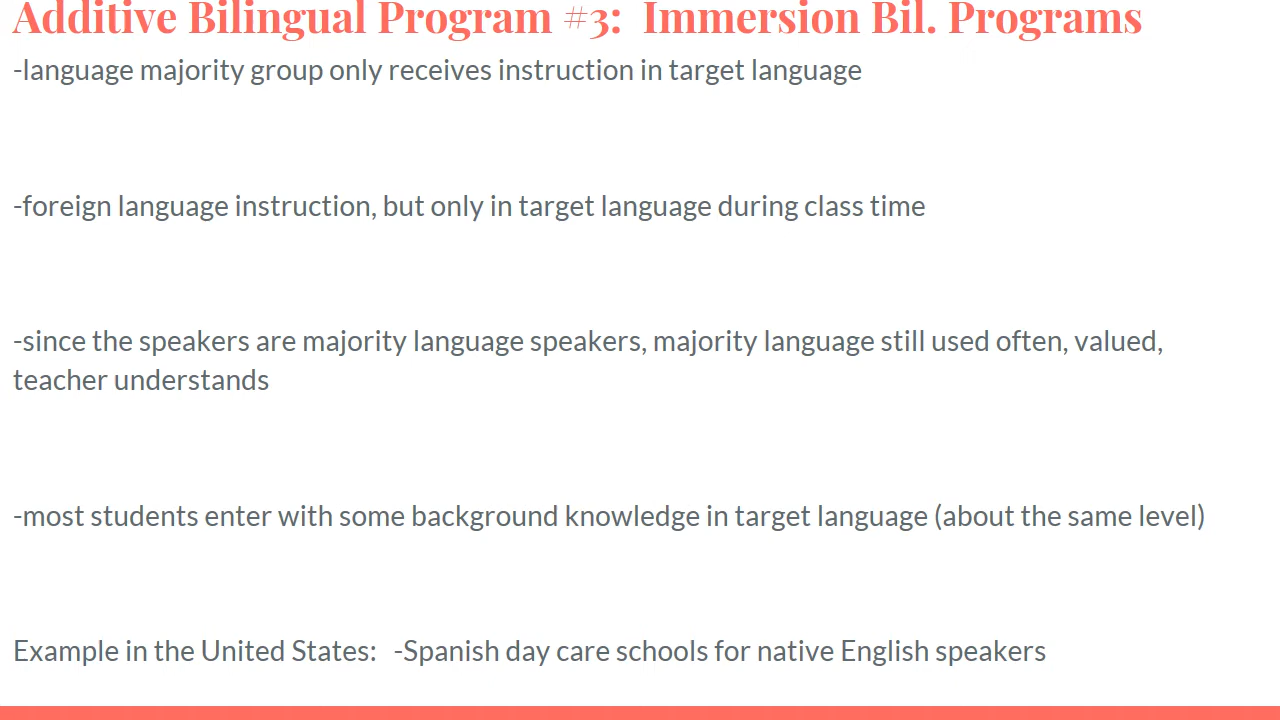 Additive Bilingual Program #3:  Immersion Bil. Programs
-language majority group only receives instruction in target language
-foreign language instruction, but only in target language during class time
-since the speakers are majority language speakers, majority language still used often, valued,
teacher understands
-most students enter with some background knowledge in target language (about the same level)
Example in the United States:   -Spanish day care schools for native English speakers